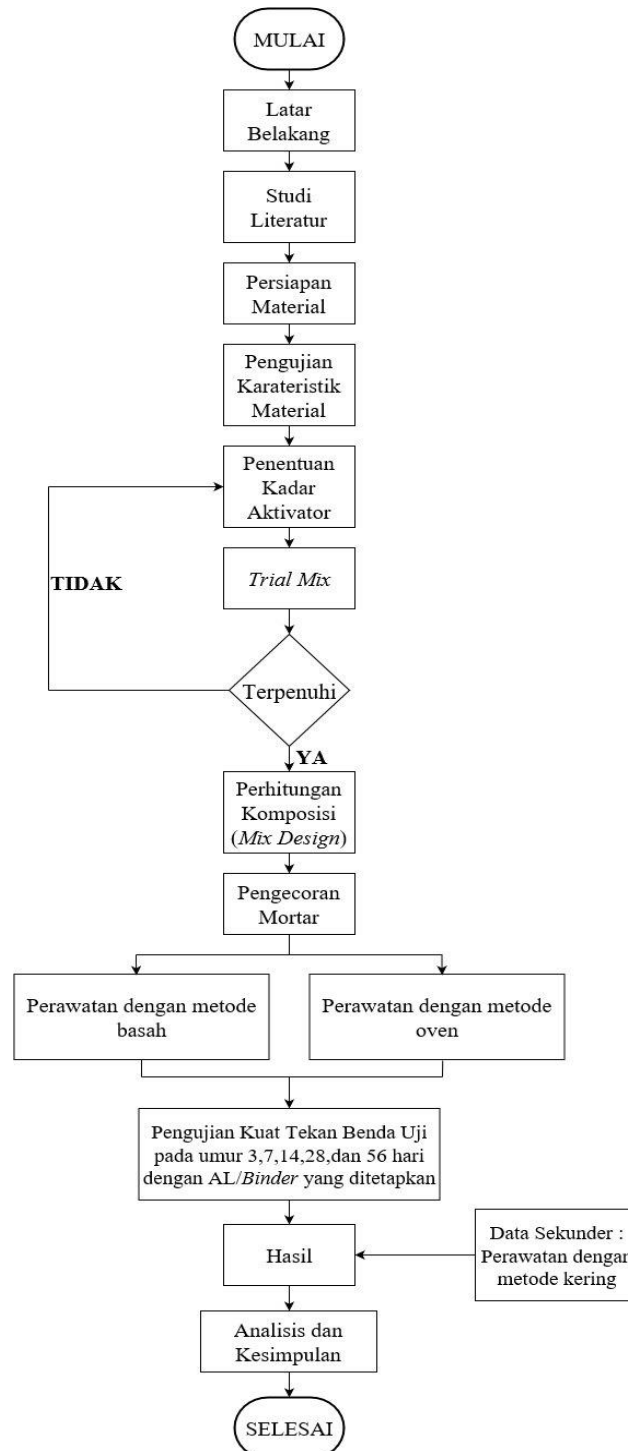 MULAI
Latar
Belakang
Studi
Literatur
Persiapan
Material
Pengujian
Karateristik
Material
Penentuan
Kadar
Aktivator
Trial Mix
TIDAK
Terpenuhi
YA
Perhitungan
Komposisi
(Mix Design)
Pengecoran
Mortar
Perawatan dengan metode
basah
Perawatan dengan metode
oven
Pengujian Kuat Tekan Benda Uji
pada umur 3,7,14,28,dan 56 hari
dengan AL/Binder yang ditetapkan
Hasil
Data Sekunder :
Perawatan dengan
metode kering
Analisis dan
Kesimpulan
SELESAI